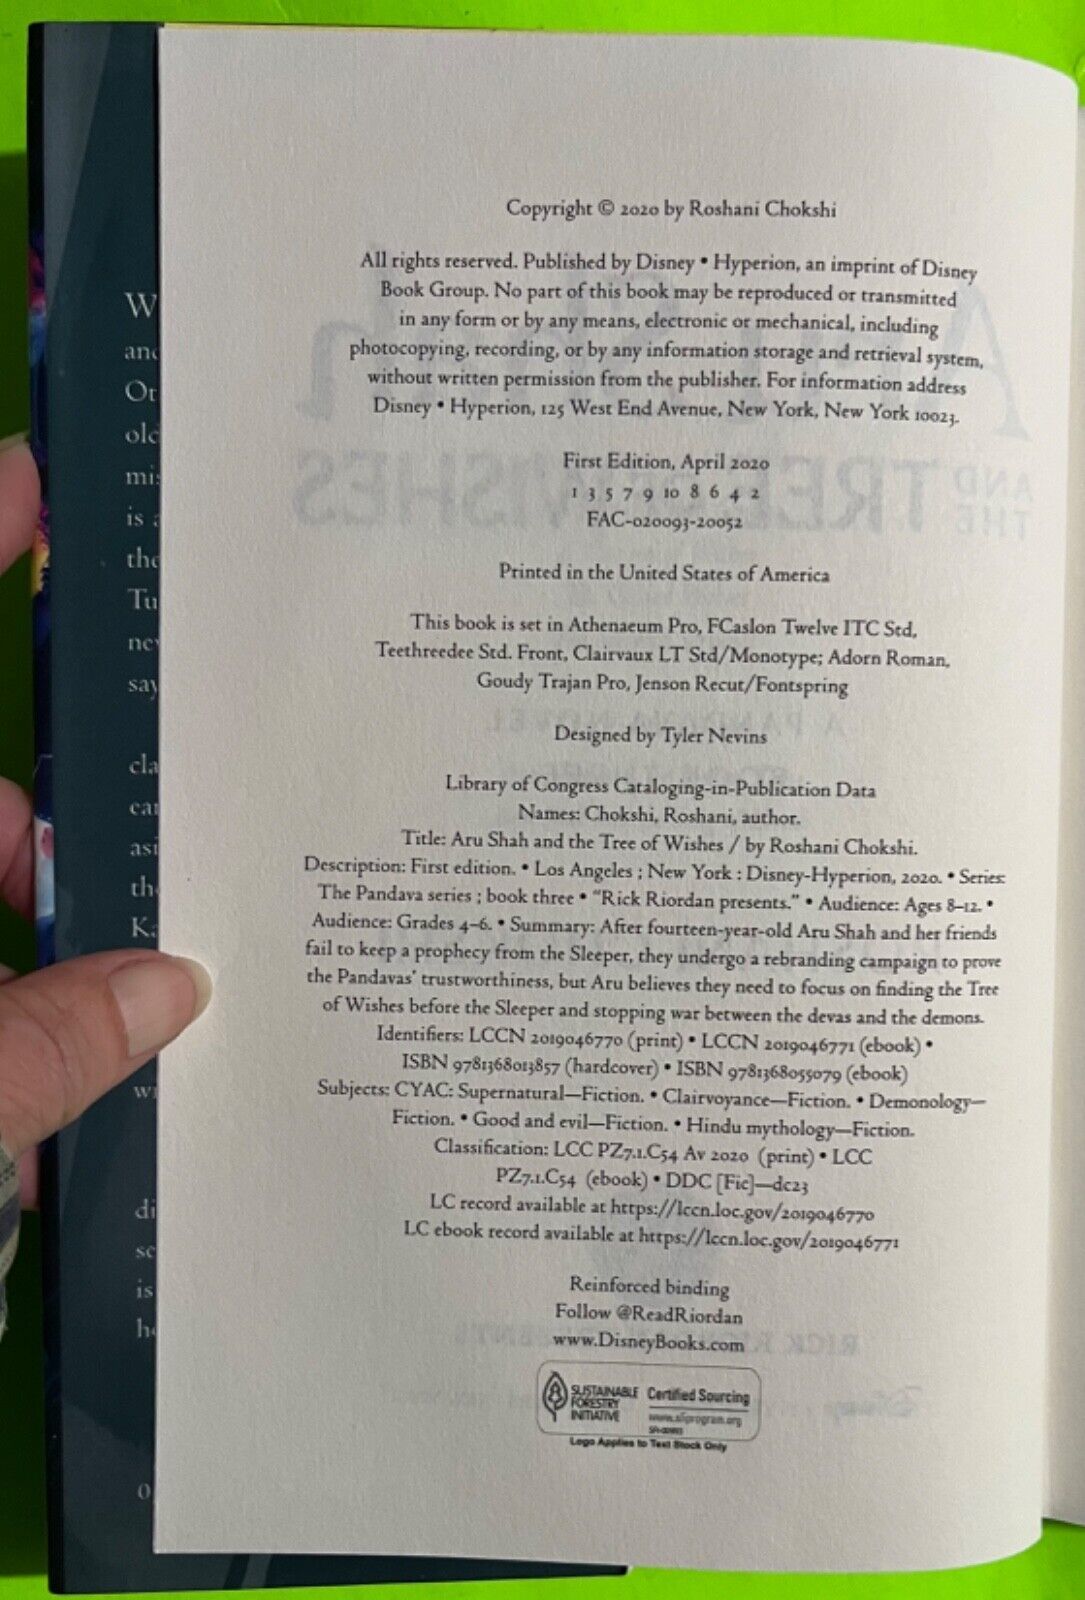 Copyright © 2020 by Roshani Chokshi
All rights reserved. Published by Disney • Hyperion, an imprint of Disney
Book Group. No part of this book may be reproduced or transmitted
in any form or by any means, electronic or mechanical, including
photocopying, recording, or by any information storage and retrieval system,
without written permission from the publisher. For information address
Disney • Hyperion, 125 West End Avenue, New York, New York 10023.
First Edition, April 2020
1 3 5 7 9 10 8 6 4 2
FAC-020093-20052
Printed in the United States of America
This book is set in Athenaeum Pro, FCaslon Twelve ITC Std,
Teethreedee Std. Front, Clairvaux LT Std/Monotype; Adorn Roman,
Goudy Trajan Pro, Jenson Recut/Fontspring
Designed by Tyler Nevins
Library of Congress Cataloging-in-Publication Data
Names: Chokshi, Roshani, author.
Title: Aru Shah and the Tree of Wishes / by Roshani Chokshi.
Description: First edition. • Los Angeles ; New York : Disney-Hyperion, 2020. • Series:
The Pandava series ; book three • “Rick Riordan presents.” • Audience: Ages 8–12. •
Audience: Grades 4–6. • Summary: After fourteen-year-old Aru Shah and her friends
fail to keep a prophecy from the Sleeper, they undergo a rebranding campaign to prove
the Pandavas’ trustworthiness, but Aru believes they need to focus on finding the Tree
of Wishes before the Sleeper and stopping war between the devas and the demons.
Identifiers: LCCN 2019046770 (print) • LCCN 2019046771 (ebook) •
ISBN 9781368013857 (hardcover) • ISBN 9781368055079 (ebook)
Subjects: CYAC: Supernatural—Fiction. • Clairvoyance—Fiction. • Demonology—
Fiction. • Good and evil—Fiction. • Hindu mythology—Fiction.
Classification: LCC PZ7.1.C54 Av 2020 (print) • LCC
PZ7.1.C54 (ebook) • DDC [Fic]—dc23
LC record available at https://lccn.loc.gov/2019046770
LC ebook record available at https://lccn.loc.gov/2019046771
Reinforced binding
Follow @ReadRiordan
www.DisneyBooks.com
SUSTAINABLE
FORESTRY
INITIATIVE
Certified Sourcing
www.sfiprogram.org
Logo Applies to Text Stock Only